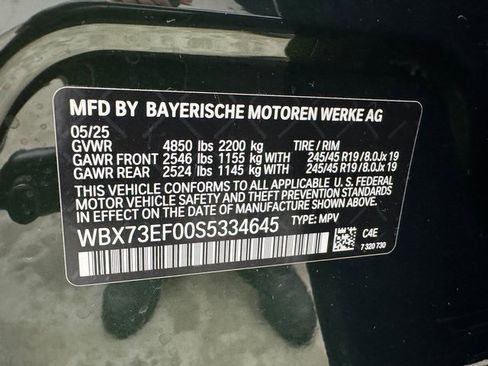 MFD BY BAYERISCHE MOTOREN WERKE AG
05/25
GVWR 4850 lbs 2200 kg TIRE / RIM
GAWR FRONT 2546 lbs 1155 kg WITH 245/45 R19 / 8.0Jx 19
GAWR REAR 2524 lbs 1145 kg WITH 245/45 R19 / 8.0Jx 19
THIS VEHICLE CONFORMS TO ALL APPLICABLE U.S. FEDERAL
MOTOR VEHICLE SAFETY AND THEFT PREVENTION
STANDARDS IN EFFECT ON THE DATE OF MANUFACTURE SHOWN ABOVE.
WBX73EF00S5334645 TYPE: MPV
C4E
7 320 730